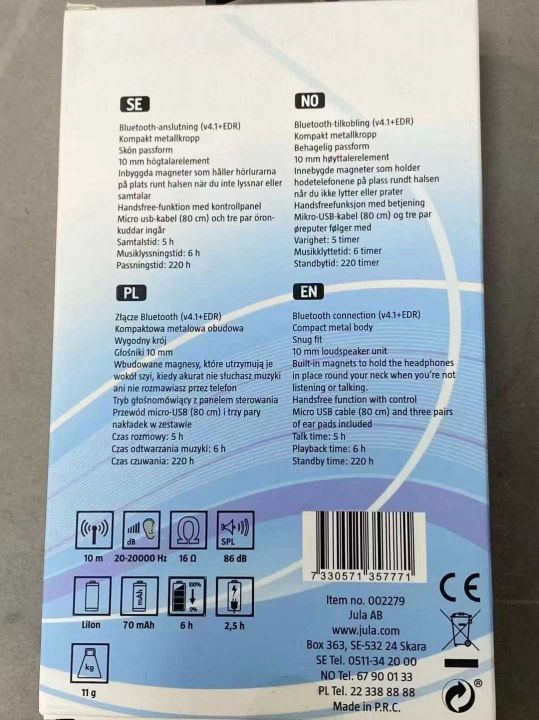 SE
Bluetooth-anslutning (v4.1+EDR)
Kompakt metallkropp
Skön passform
10 mm högtalarelement
Inbyggda magneter som håller hörlurarna
på plats runt halsen när du inte lyssnar eller
samtalar
Handsfree-funktion med kontrollpanel
Micro usb-kabel (80 cm) och tre par öron-
kuddar ingår
Samtalstid: 5 h
Musiklyssningstid: 6 h
Passningstid: 220 h
NO
Bluetooth-tilkobling (v4.1+EDR)
Kompakt metallkropp
Behagelig passform
10 mm høyttalerelement
Innebygde magneter som holder
hodetelefonene på plass rundt halsen
når du ikke lytter eller prater
Handsfreefunksjon med betjening
Mikro-USB-kabel (80 cm) og tre par
øreputer følger med
Varighet: 5 timer
Musikklyttetid: 6 timer
Standbytid: 220 timer
PL
Złącze Bluetooth (v4.1+EDR)
Kompaktowa metalowa obudowa
Wygodny krój
Głośniki 10 mm
Wbudowane magnesy, które utrzymują je
wokół szyi, kiedy akurat nie słuchasz muzyki
ani nie rozmawiasz przez telefon
Tryb głośnomówiący z panelem sterowania
Przewód micro-USB (80 cm) i trzy pary
nakładek w zestawie
Czas rozmowy: 5 h
Czas odtwarzania muzyki: 6 h
Czas czuwania: 220 h
EN
Bluetooth connection (v4.1+EDR)
Compact metal body
Snug fit
10 mm loudspeaker unit
Built-in magnets to hold the headphones
in place round your neck when you're not
listening or talking.
Handsfree function with control
Micro USB cable (80 cm) and three pairs
of ear pads included
Talk time: 5 h
Playback time: 6 h
Standby time: 220 h
dB
Ω
SPL
10 m
20-20000 Hz
16 Ω
86 dB
mAh
100%
0%
LiIon
70 mAh
6 h
2,5 h
kg
11 g
7 330571 357771
CE
Item no. 002279
Jula AB
www.jula.com
Box 363, SE-532 24 Skara
SE Tel. 0511-34 20 00
NO Tel. 67 90 01 33
PL Tel. 22 338 88 88
Made in P.R.C.
®